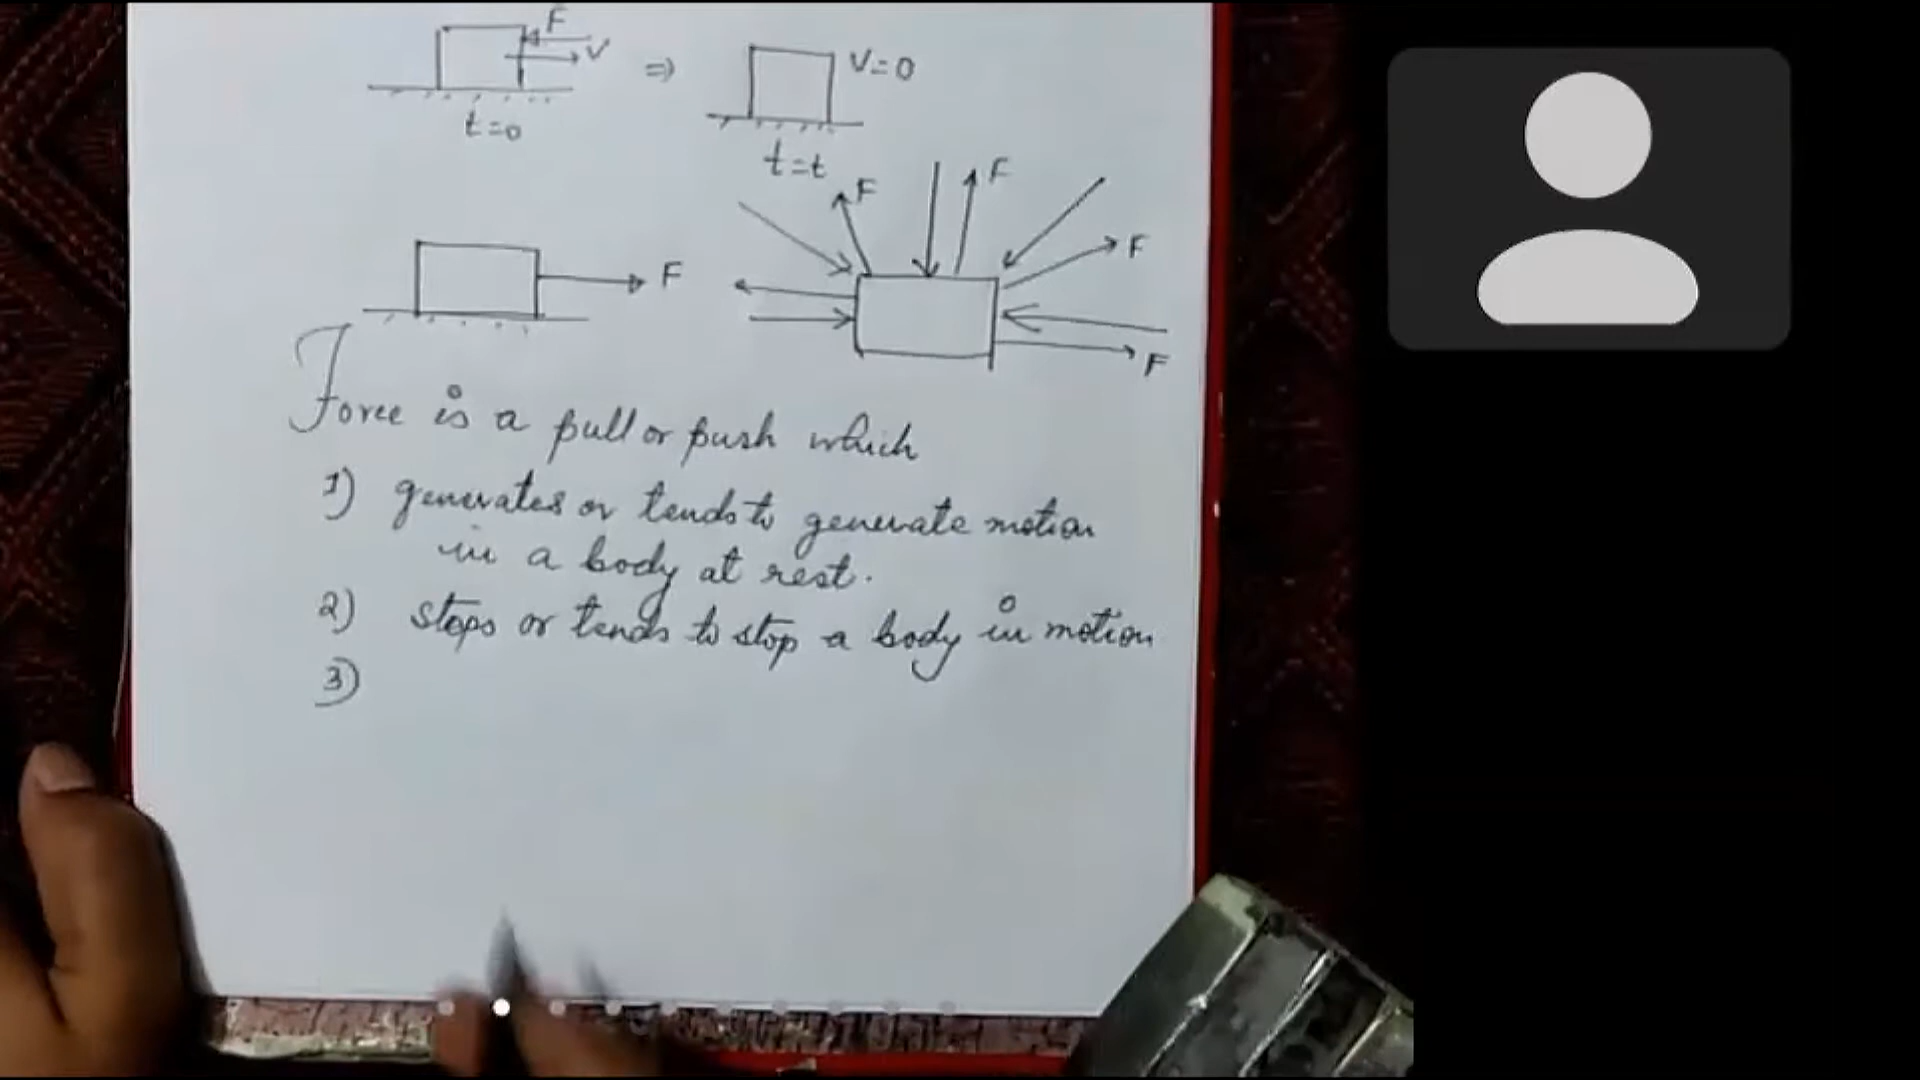 F
V
⇒
V=0
t=0
t=t
F
F
F
F
F
Force is a pull or push which
1) generates or tends to generate motion
in a body at rest.
2) stops or tends to stop a body in motion
3)